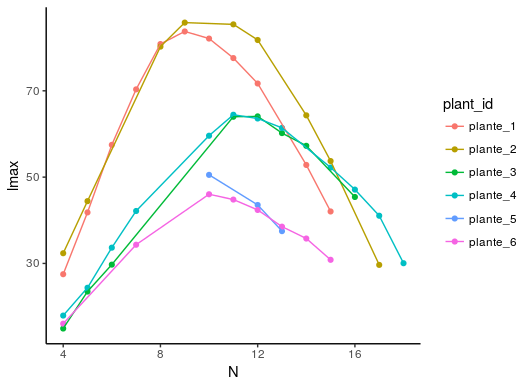 70
50
30
lmax
4
8
12
16
N
plant_id
plante_1
plante_2
plante_3
plante_4
plante_5
plante_6